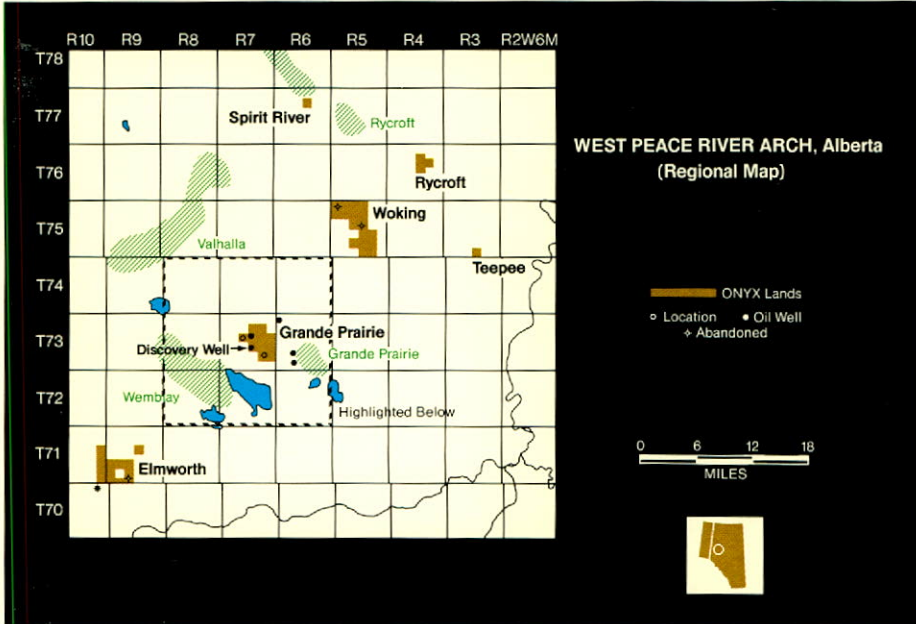 R10 R9 R8 R7 R6 R5 R4 R3 R2W6M
T78
T77
Spirit River
Rycroft
T76
Rycroft
T75
Woking
Valhalla
Teepee
T74
T73
Grande Prairie
Discovery Well
Grande Prairie
T72
Wembley
Highlighted Below
T71
Elmworth
T70
WEST PEACE RIVER ARCH, Alberta
(Regional Map)
ONYX Lands
Location Oil Well
Abandoned
0 6 12 18
MILES